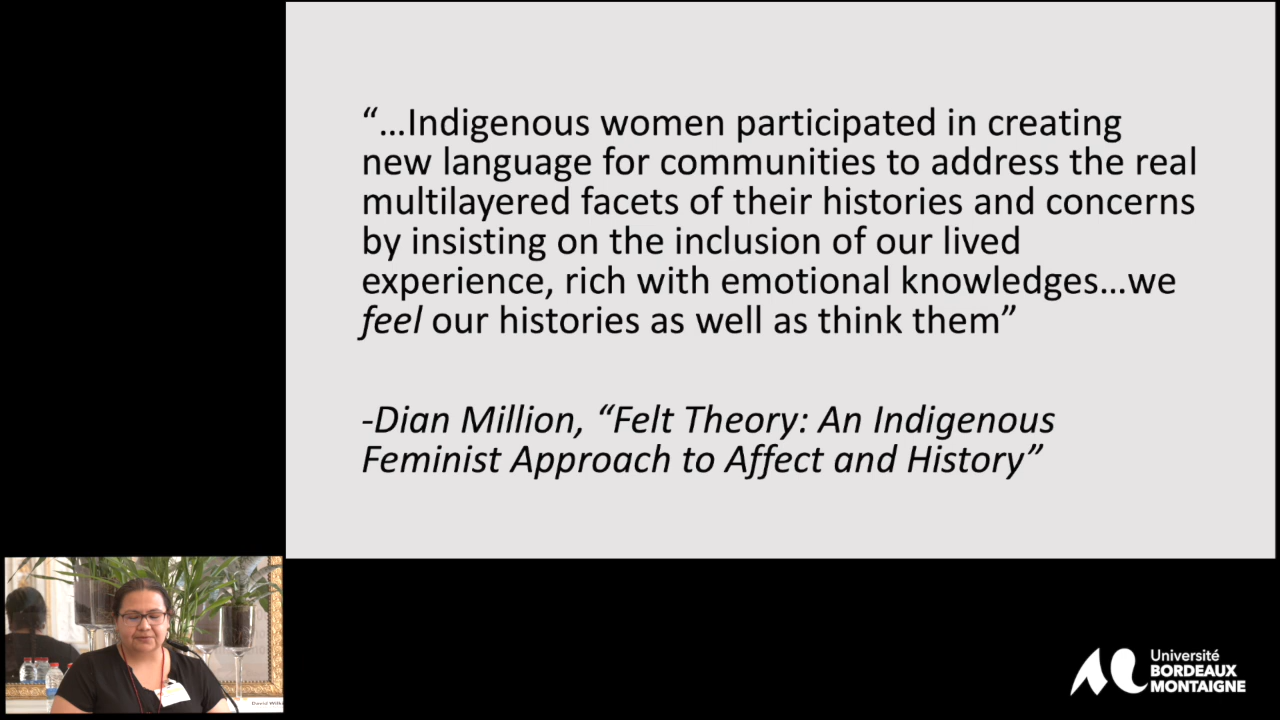 “...Indigenous women participated in creating
new language for communities to address the real
multilayered facets of their histories and concerns
by insisting on the inclusion of our lived
experience, rich with emotional knowledges...we
feel our histories as well as think them”
-Dian Million, “Felt Theory: An Indigenous
Feminist Approach to Affect and History”
David
Université
BORDEAUX
MONTAIGNE